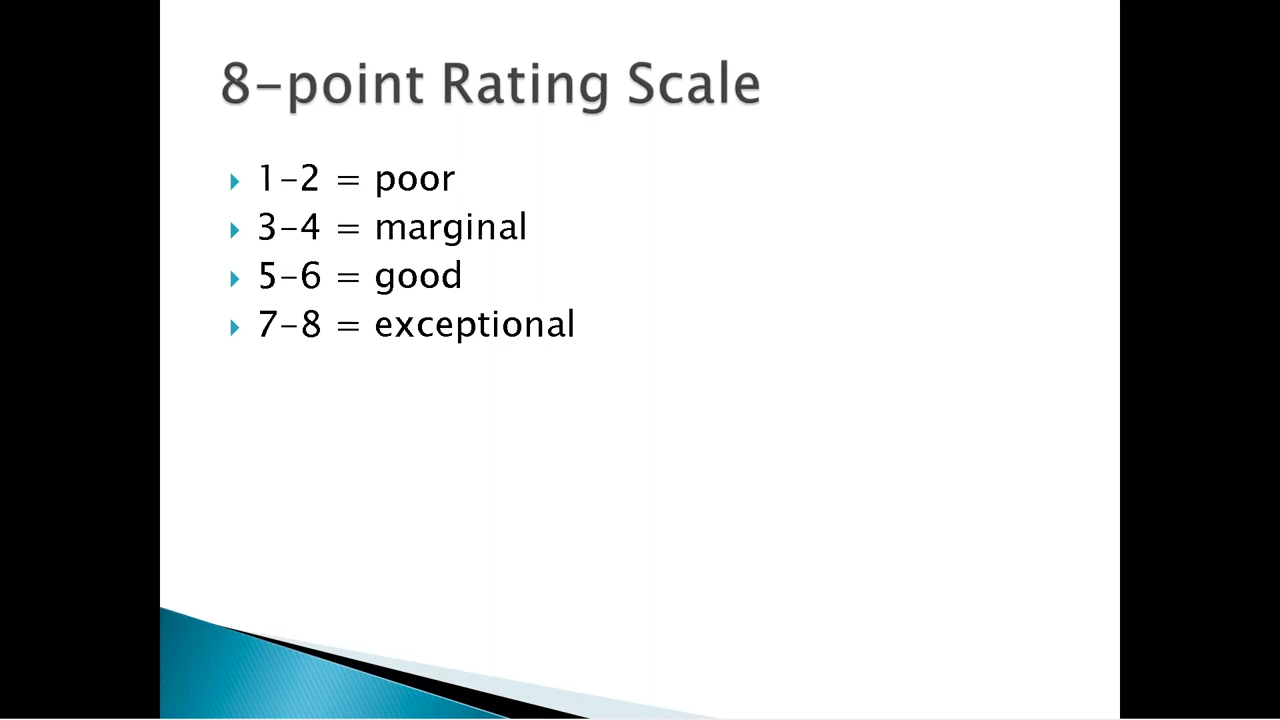 8-point Rating Scale
1-2 = poor
3-4 = marginal
5-6 = good
7-8 = exceptional